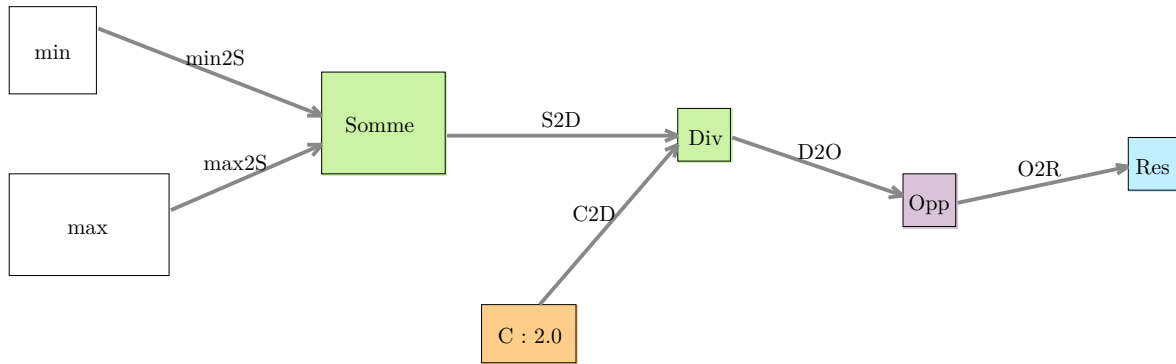 min
min2S
Somme
max2S
max
S2D
Div
C2D
C : 2.0
D2O
Opp
O2R
Res